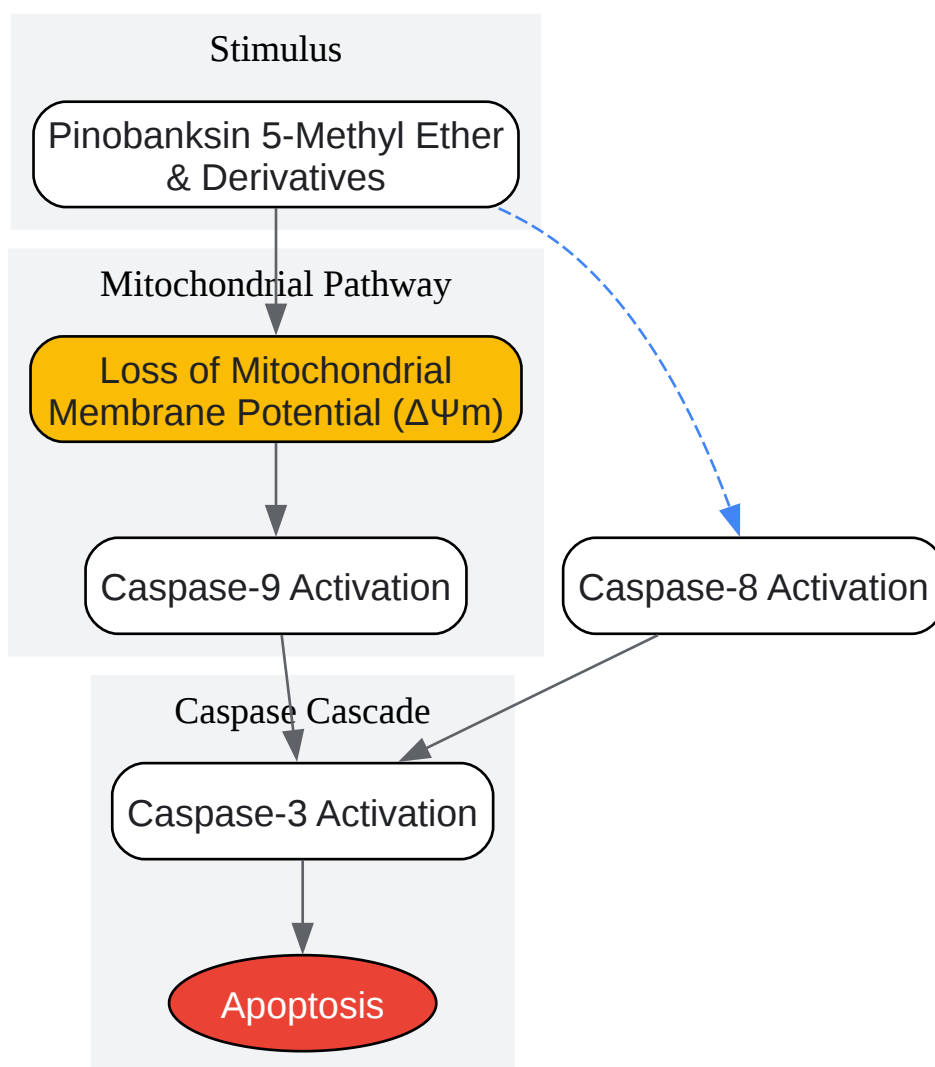 Stimulus
Pinobanksin 5-Methyl Ether
& Derivatives
Mitochondrial Pathway
Loss of Mitochondrial
Membrane Potential (ΔΨm)
Caspase-9 Activation
Caspase-8 Activation
Caspase Cascade
Caspase-3 Activation
Apoptosis